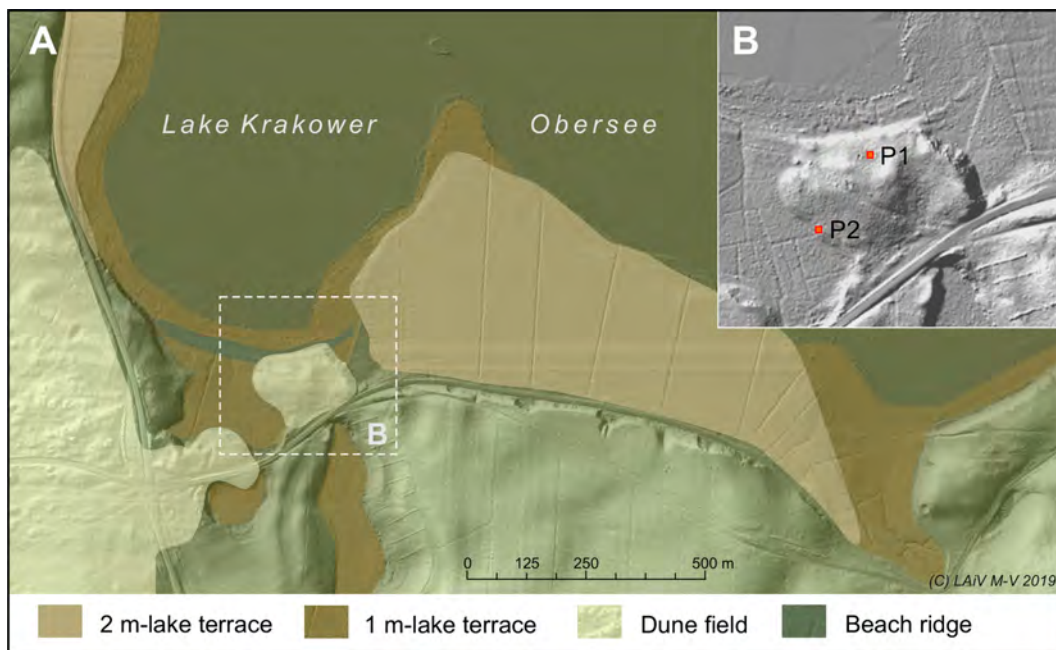 A
B
Lake Krakower Obersee
P1
P2
B
0 125 250 500 m
(C) LAiV M-V 2019
2 m-lake terrace 1 m-lake terrace Dune field Beach ridge